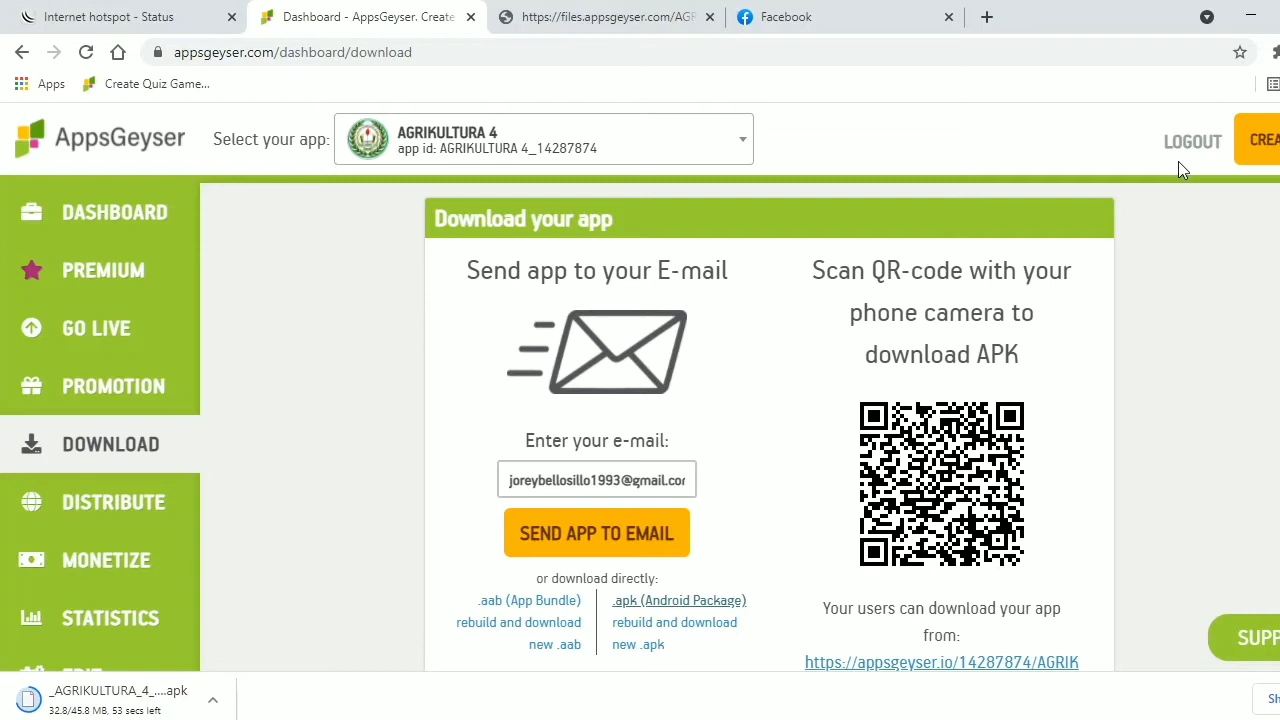 Internet hotspot - Status
Dashboard - AppsGeyser. Create
https://files.appsgeyser.com/AGR
Facebook
appsgeyser.com/dashboard/download
Apps
Create Quiz Game...
AppsGeyser
Select your app:
AGRIKULTURA 4
app id: AGRIKULTURA 4_14287874
LOGOUT
CREA
DASHBOARD
PREMIUM
GO LIVE
PROMOTION
DOWNLOAD
DISTRIBUTE
MONETIZE
STATISTICS
Download your app
Send app to your E-mail
Enter your e-mail:
joreybellosillo1993@gmail.com
SEND APP TO EMAIL
or download directly:
.aab (App Bundle)
rebuild and download
new .aab
.apk (Android Package)
rebuild and download
new .apk
Scan QR-code with your
phone camera to
download APK
Your users can download your app
from:
https://appsgeyser.io/14287874/AGRIK
SUPP
_AGRIKULTURA_4_....apk
32.8/45.8 MB, 53 secs left
Sh